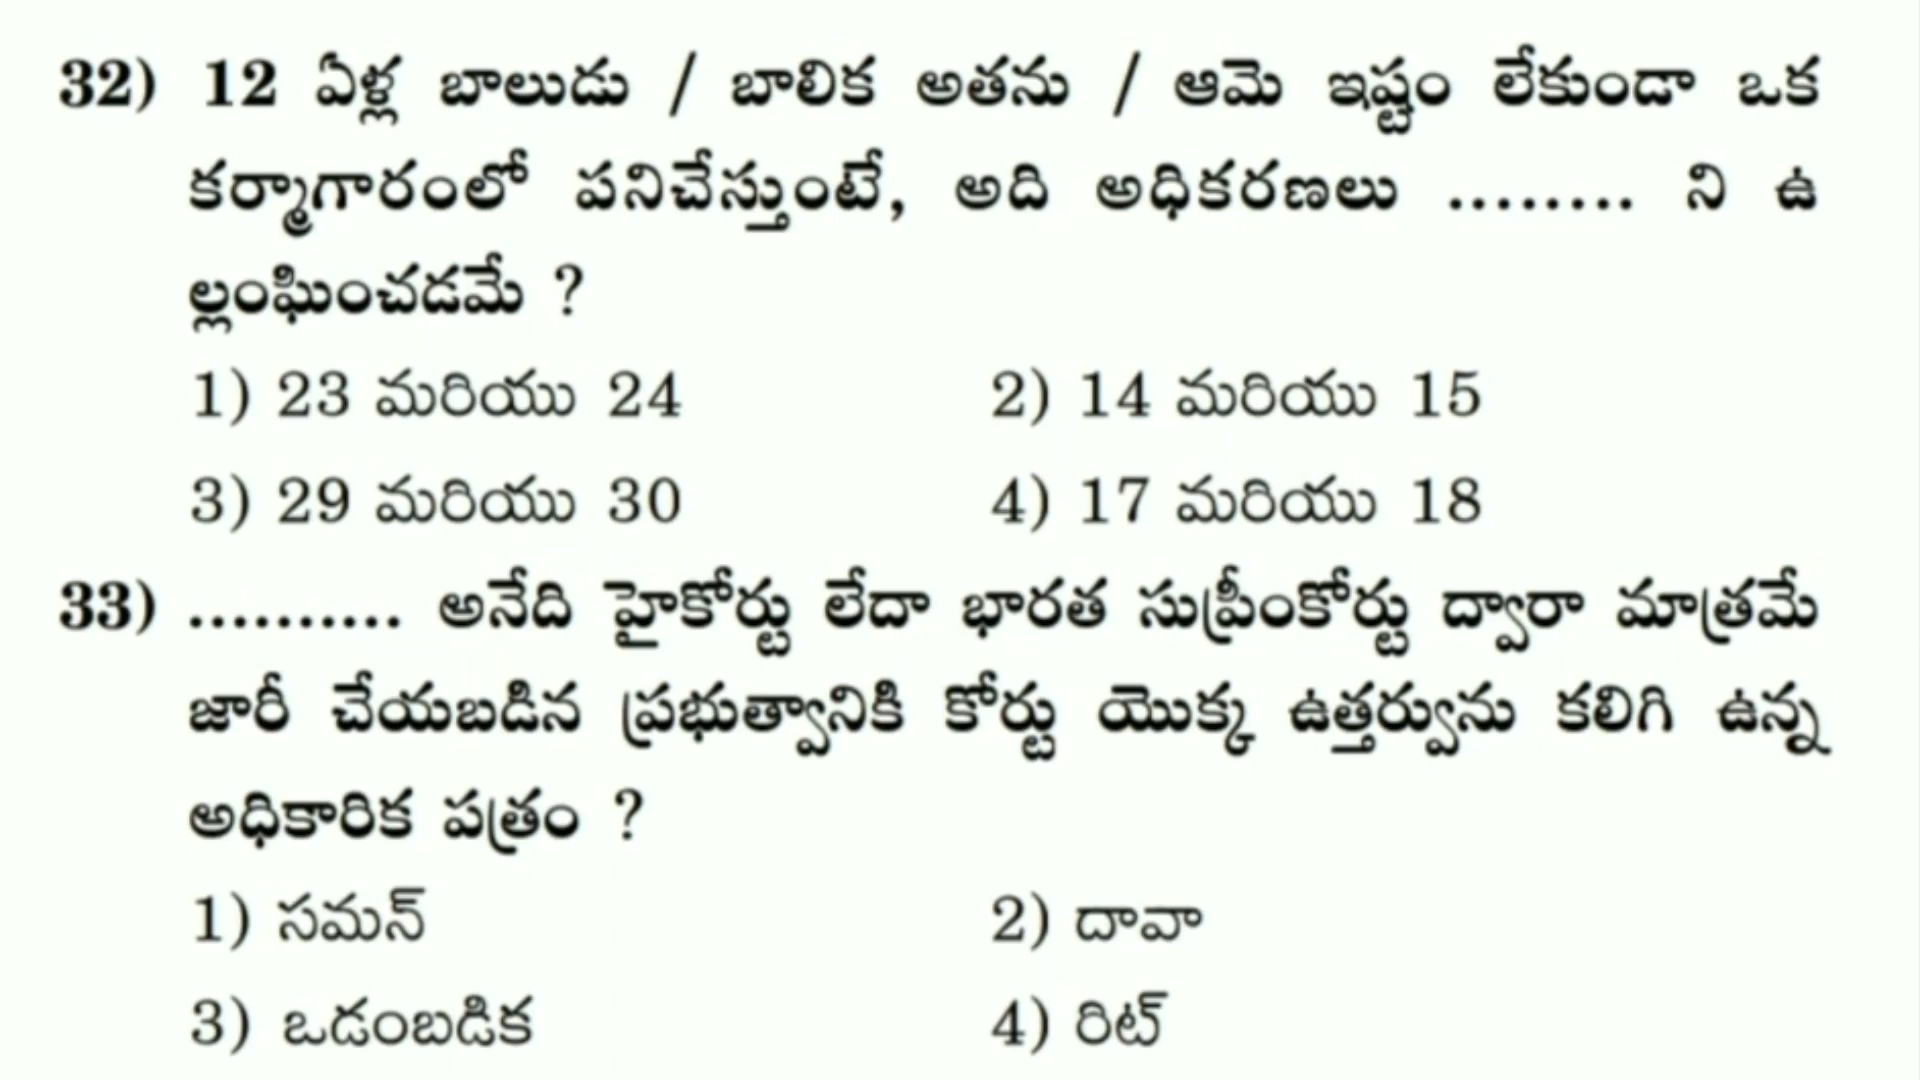 32) 12 ఏళ్ల బాలుడు / బాలిక అతను / ఆమె ఇష్టం లేకుండా ఒక
కర్మాగారంలో పనిచేస్తుంటే, అది అధికరణలు ........ ని ఉ
ల్లంఘించడమే ?
1) 23 మరియు 24 2) 14 మరియు 15
3) 29 మరియు 30 4) 17 మరియు 18
33) .......... అనేది హైకోర్టు లేదా భారత సుప్రీంకోర్టు ద్వారా మాత్రమే
జారీ చేయబడిన ప్రభుత్వానికి కోర్టు యొక్క ఉత్తర్వును కలిగి ఉన్న
అధికారిక పత్రం ?
1) సమన్ 2) దావా
3) ఒడంబడిక 4) రిట్